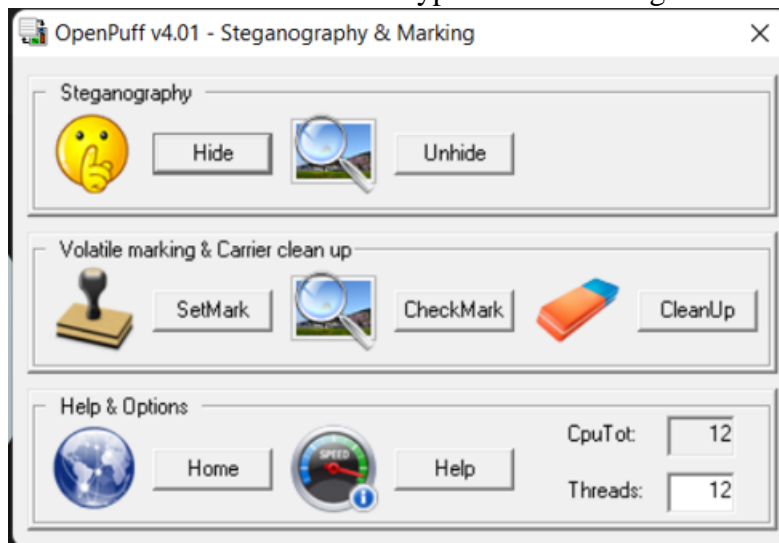 OpenPuff v4.01 - Steganography & Marking
Steganography
Hide
Unhide
Volatile marking & Carrier clean up
SetMark
CheckMark
CleanUp
Help & Options
Home
SPEED
Help
CpuTot: 12
Threads: 12